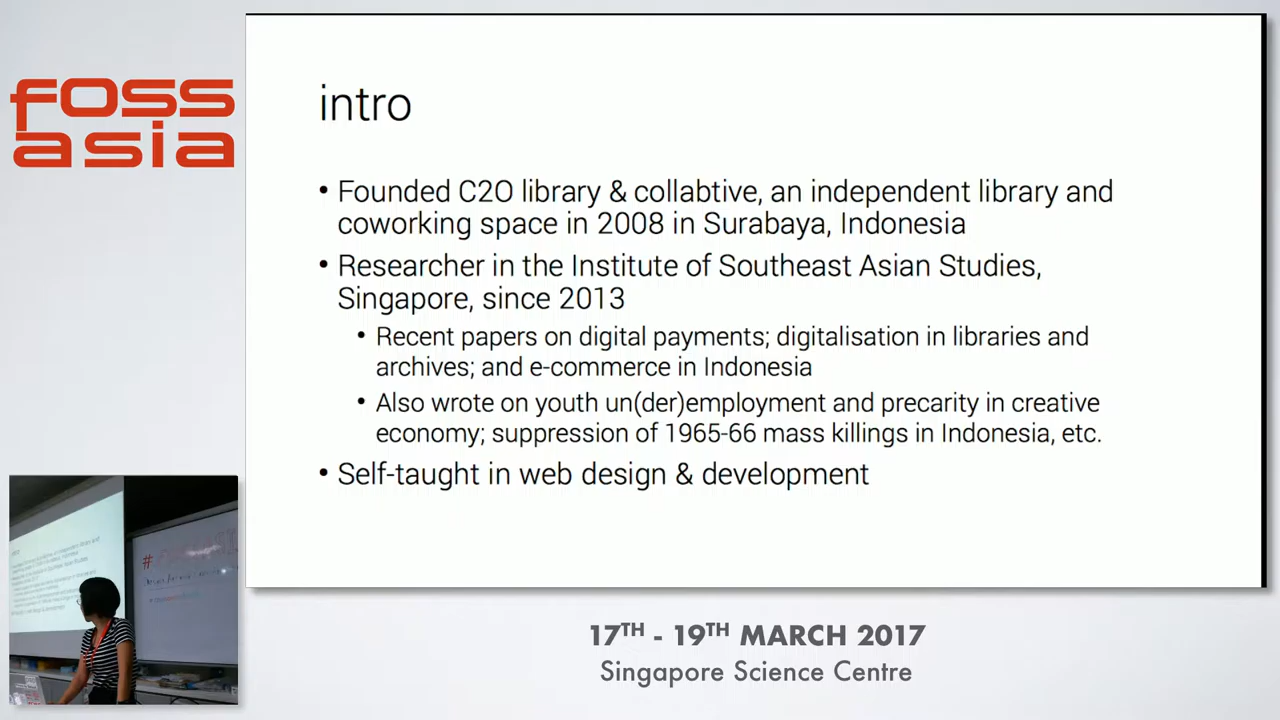 foss
asia
intro
• Founded C2O library & collabtive, an independent library and
coworking space in 2008 in Surabaya, Indonesia
• Researcher in the Institute of Southeast Asian Studies,
Singapore, since 2013
• Recent papers on digital payments; digitalisation in libraries and
archives; and e-commerce in Indonesia
• Also wrote on youth un(der)employment and precarity in creative
economy; suppression of 1965-66 mass killings in Indonesia, etc.
• Self-taught in web design & development
17TH - 19TH MARCH 2017
Singapore Science Centre